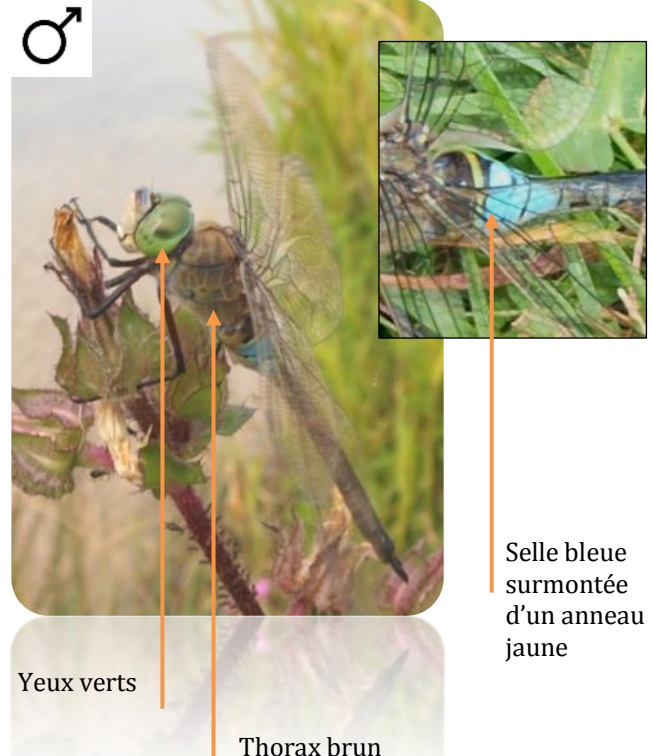 Selle bleue
surmontée
d’un anneau
jaune
Yeux verts
Thorax brun